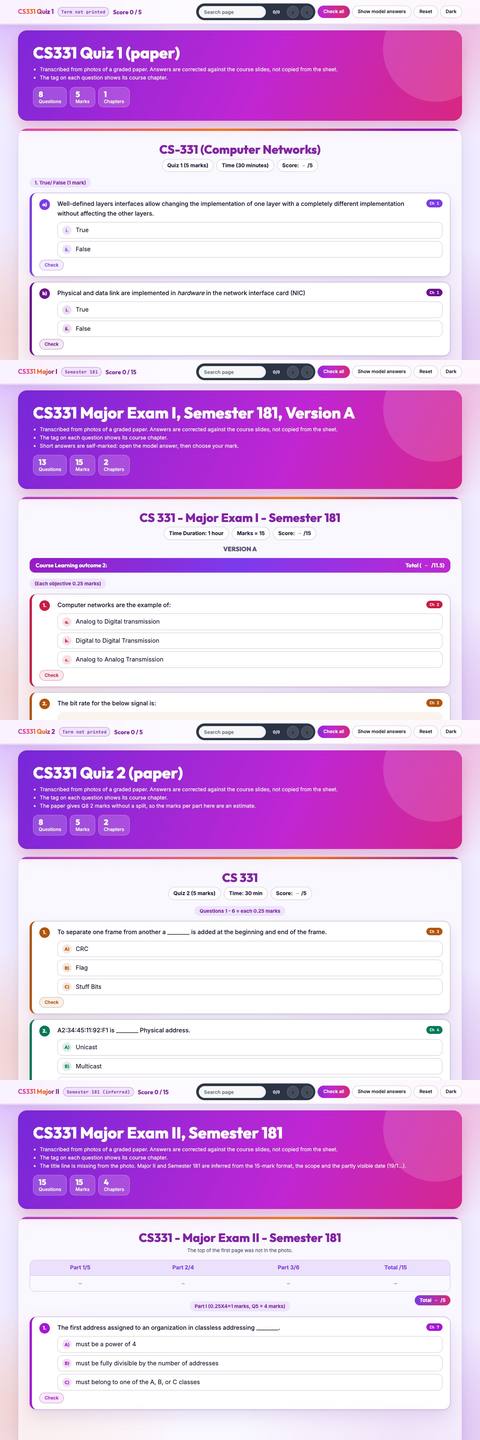 CS331 Quiz 1 Term not printed Score 0 / 5 Search page 0/0 Check all Show model answers Reset Dark
CS331 Quiz 1 (paper)
• Transcribed from photos of a graded paper. Answers are corrected against the course slides, not copied from the sheet.
• The tag on each question shows its course chapter.
8 Questions 5 Marks 1 Chapters
CS-331 (Computer Networks)
Quiz 1 (5 marks) Time (30 minutes) Score: – /5
1. True/ False (1 mark)
a) Well-defined layers interfaces allow changing the implementation of one layer with a completely different implementation Ch 1
without affecting the other layers.
i. True
ii. False
Check
b) Physical and data link are implemented in hardware in the network interface card (NIC) Ch 1
i. True
ii. False
Check
CS331 Major I Semester 181 Score 0 / 15 Search page 0/0 Check all Show model answers Reset Dark
CS331 Major Exam I, Semester 181, Version A
• Transcribed from photos of a graded paper. Answers are corrected against the course slides, not copied from the sheet.
• The tag on each question shows its course chapter.
• Short answers are self-marked: open the model answer, then choose your mark.
13 Questions 15 Marks 2 Chapters
CS 331 - Major Exam I - Semester 181
Time Duration: 1 hour Marks = 15 Score: – /15
VERSION A
Course Learning outcome 2: Total ( – /11.5)
(Each objective 0.25 marks)
1. Computer networks are the example of:
a. Analog to Digital transmission
b. Digital to Digital Transmission
c. Analog to Analog Transmission
Check
2. The bit rate for the below signal is:
CS331 Quiz 2 Term not printed Score 0 / 5 Search page 0/0 Check all Show model answers Reset Dark
CS331 Quiz 2 (paper)
• Transcribed from photos of a graded paper. Answers are corrected against the course slides, not copied from the sheet.
• The tag on each question shows its course chapter.
• The paper gives Q8 2 marks without a split, so the marks per part here are an estimate.
8 Questions 5 Marks 2 Chapters
CS 331
Quiz 2 (5 marks) Time: 30 min Score: – /5
Questions 1 - 6 = each 0.25 marks
1. To separate one frame from another a ________ is added at the beginning and end of the frame. Ch 3
A) CRC
B) Flag
C) Stuff Bits
Check
2. A2:34:45:11:92:F1 is ________ Physical address. Ch 4
A) Unicast
B) Multicast
CS331 Major II Semester 181 (inferred) Score 0 / 15 Search page 0/0 Check all Show model answers Reset Dark
CS331 Major Exam II, Semester 181
• Transcribed from photos of a graded paper. Answers are corrected against the course slides, not copied from the sheet.
• The tag on each question shows its course chapter.
• The title line is missing from the photo. Major II and Semester 181 are inferred from the 15-mark format, the scope and the partly visible date (19/1...).
15 Questions 15 Marks 4 Chapters
CS331 - Major Exam II - Semester 181
The top of the first page was not in the photo.
Part 1/5 Part 2/4 Part 3/6 Total /15
– – – –
Total – /5
Part I (0.25X4=1 marks, Q5 = 4 marks)
1. The first address assigned to an organization in classless addressing ________. Ch 7
A) must be a power of 4
B) must be fully divisible by the number of addresses
C) must belong to one of the A, B, or C classes
Check